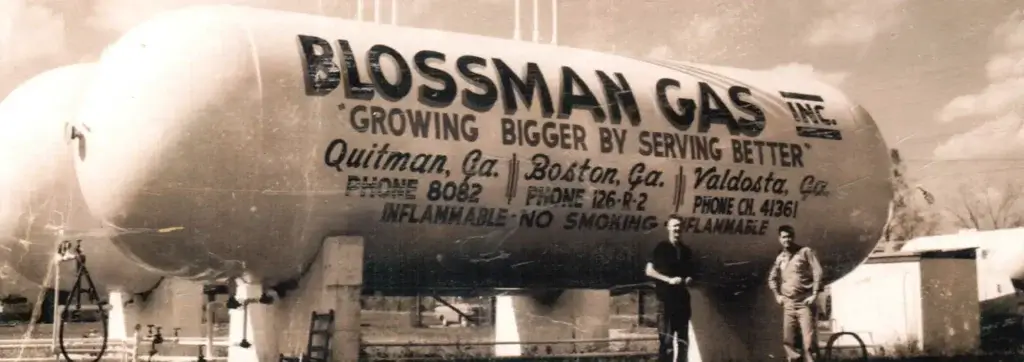 BLOSSMAN GAS INC.
"GROWING BIGGER BY SERVING BETTER"
Quitman, Ga. Boston, Ga. Valdosta, Ga.
PHONE 8082 PHONE 126-R-2 PHONE CH. 41361
INFLAMMABLE - NO SMOKING INFLAMMABLE